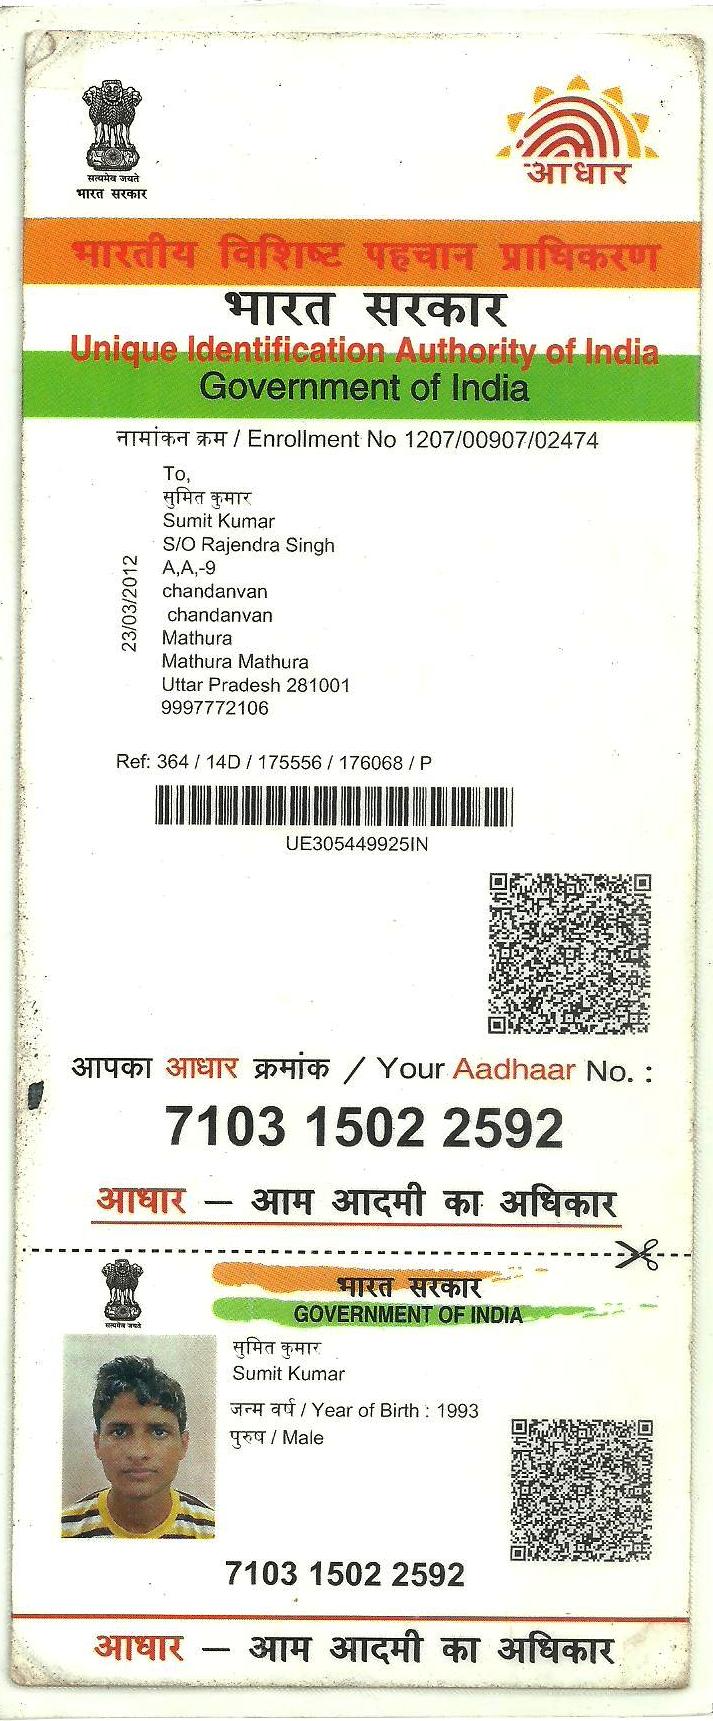 सत्यमेव जयते
भारत सरकार
आधार
भारतीय विशिष्ट पहचान प्राधिकरण
भारत सरकार
Unique Identification Authority of India
Government of India
नामांकन क्रम / Enrollment No 1207/00907/02474
To,
सुमित कुमार
Sumit Kumar
S/O Rajendra Singh
A,A,-9
chandanvan
chandanvan
Mathura
Mathura Mathura
Uttar Pradesh 281001
9997772106
23/03/2012
Ref: 364 / 14D / 175556 / 176068 / P
UE305449925IN
आपका आधार क्रमांक / Your Aadhaar No. :
7103 1502 2592
आधार — आम आदमी का अधिकार
सत्यमेव जयते
भारत सरकार
GOVERNMENT OF INDIA
सुमित कुमार
Sumit Kumar
जन्म वर्ष / Year of Birth : 1993
पुरुष / Male
7103 1502 2592
आधार — आम आदमी का अधिकार